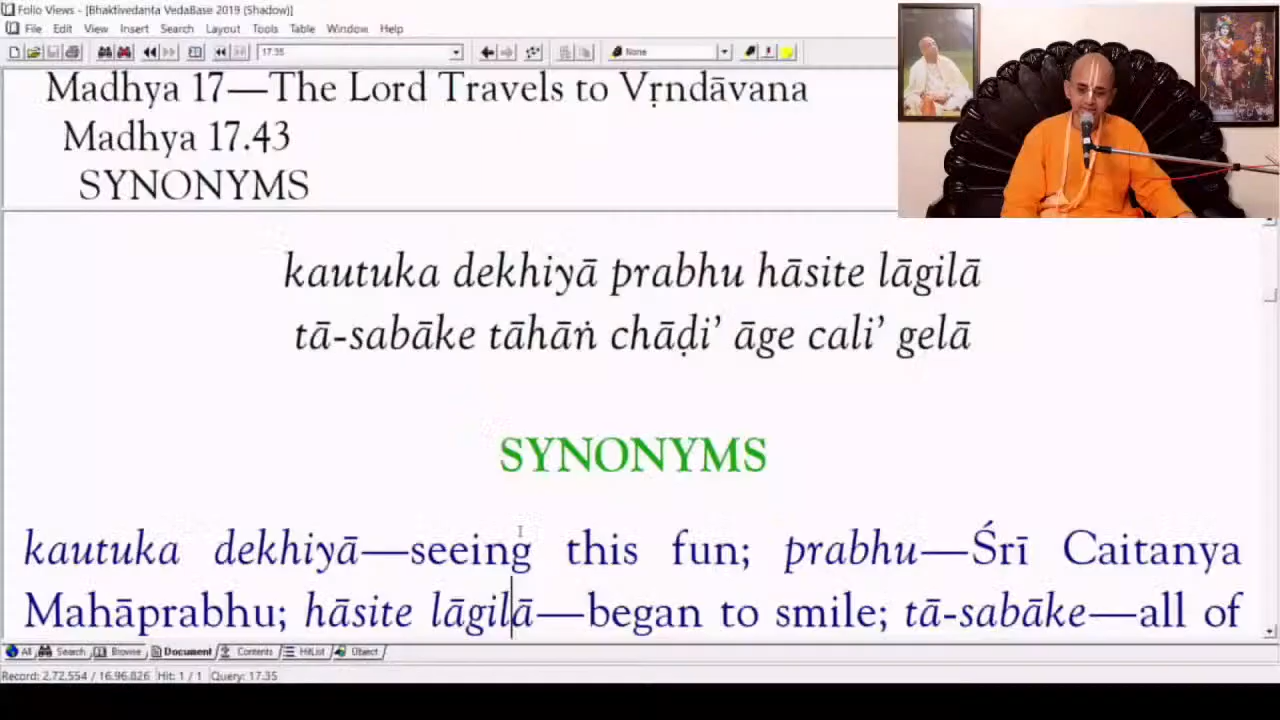 Folio Views - [Bhaktivedanta VedaBase 2019 (Shadow)]
File Edit View Insert Search Layout Tools Table Window Help
17.35 None
Madhya 17—The Lord Travels to Vṛndāvana
Madhya 17.43
SYNONYMS
kautuka dekhiyā prabhu hāsite lāgilā
tā-sabāke tāhāṅ chāḍi’ āge cali’ gelā
SYNONYMS
kautuka dekhiyā—seeing this fun; prabhu—Śrī Caitanya
Mahāprabhu; hāsite lāgilā—began to smile; tā-sabāke—all of
All Search Browse Document Contents HitList Object
Record: 2,72,554 / 16,96,826 Hit: 1 / 1 Query: 17.35